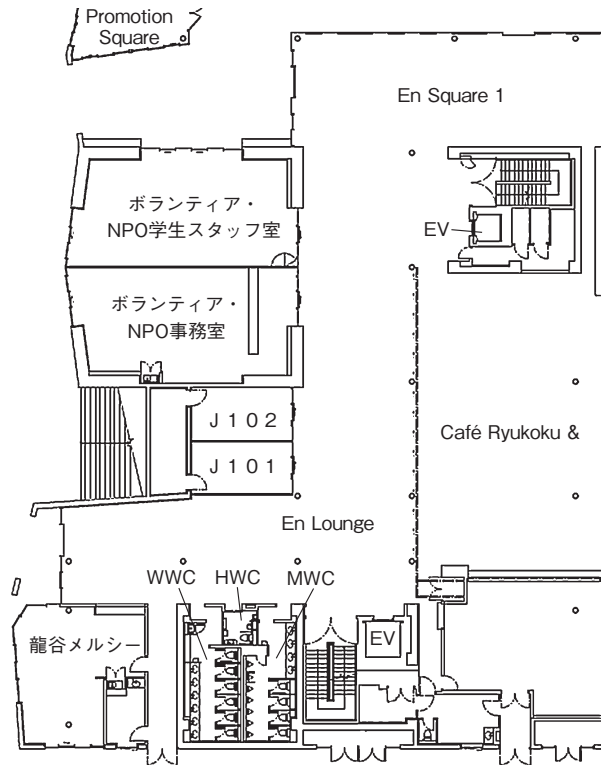 Promotion
Square
En Square 1
ボランティア・
NPO学生スタッフ室
EV
ボランティア・
NPO事務室
J102
Café Ryukoku &
J101
En Lounge
WWC
HWC
MWC
龍谷メルシー
EV